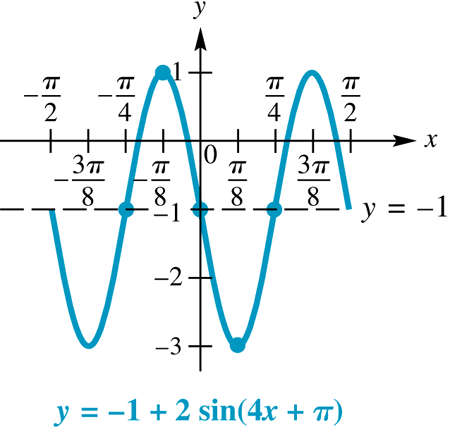 y
1
−π/2 −π/4 π/4 π/2
x
0
−3π/8 −π/8 π/8 3π/8
−1
y = −1
−2
−3
y = −1 + 2 sin(4x + π)